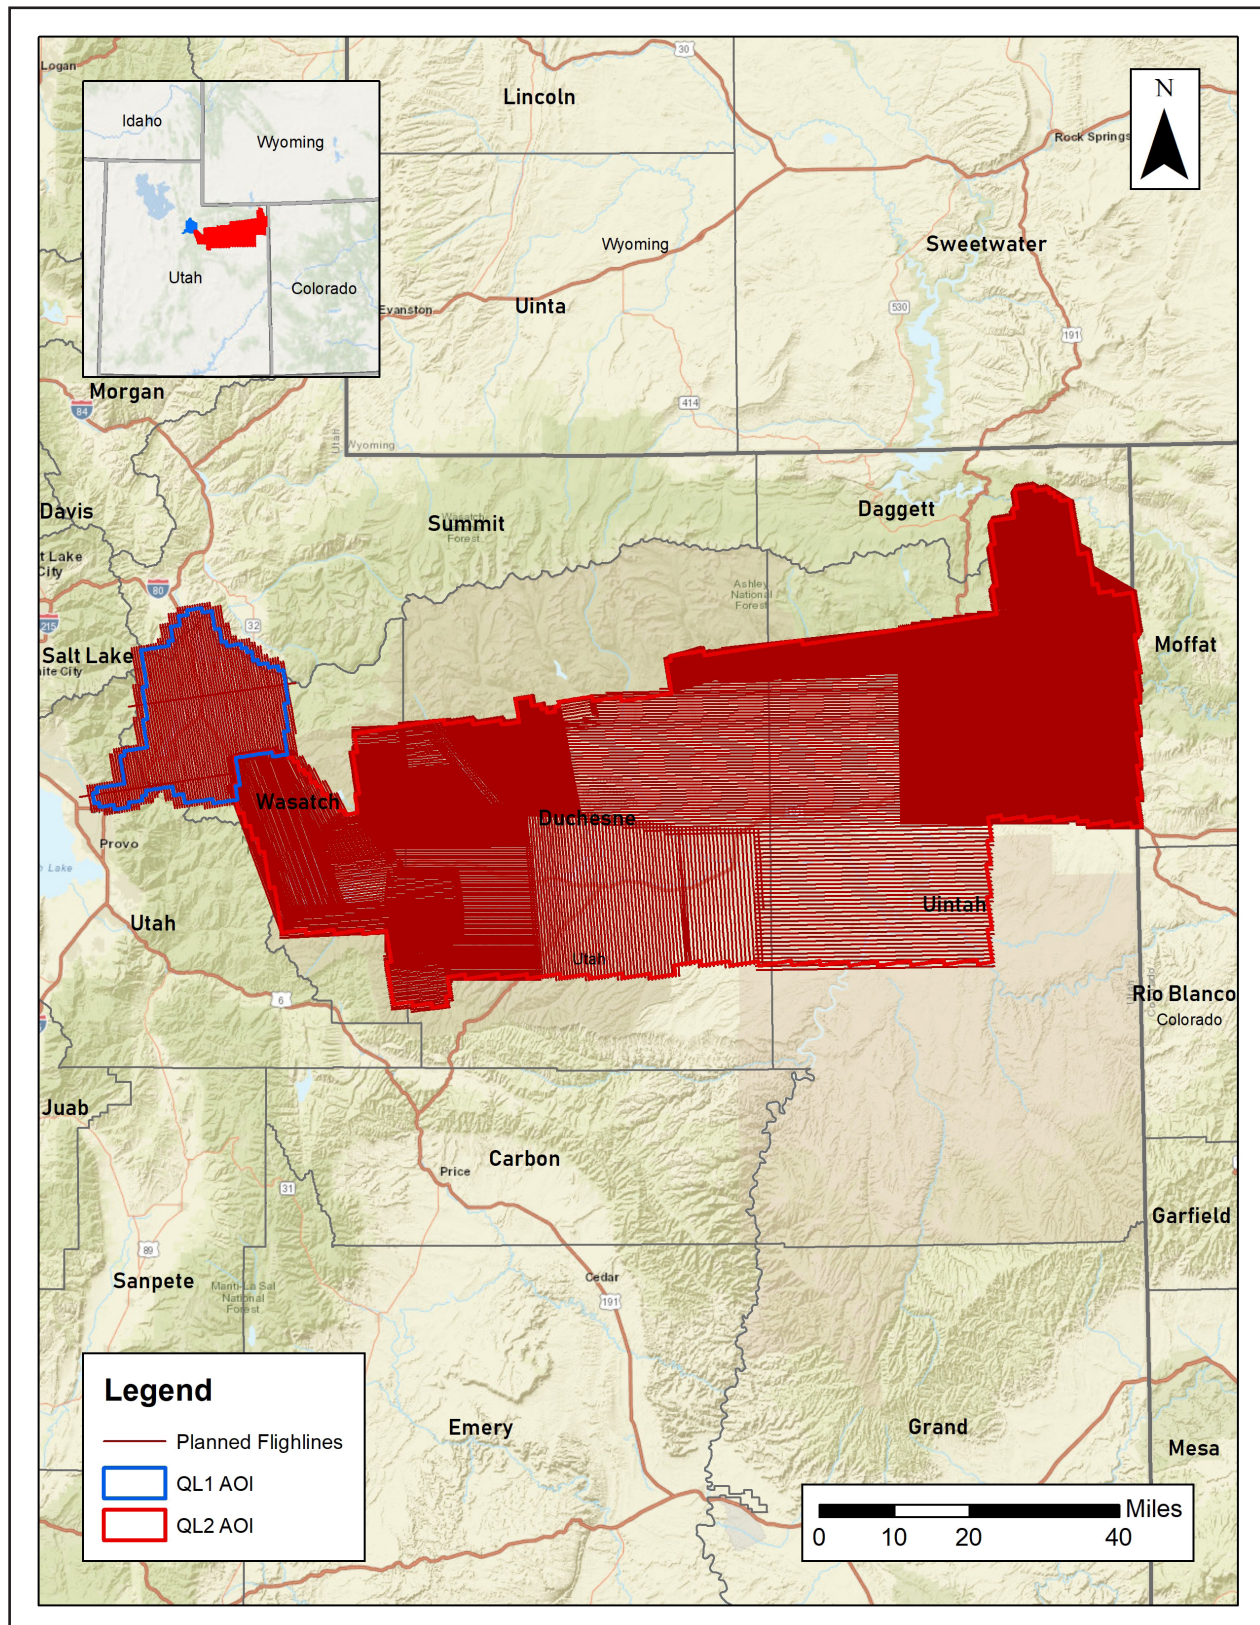 Logan
30
Lincoln
N
Idaho
Wyoming
Rock Springs
Utah
Colorado
Wyoming
Sweetwater
Evanston
Uinta
530
191
Morgan
84
414
Utah
Wyoming
Davis
Summit
Wasatch
Forest
Daggett
t Lake
City
80
Ashley
National
Forest
215
32
Salt Lake
ite City
Moffat
Wasatch
Duchesne
Provo
e Lake
Utah
Uintah
Utah
6
Utah
Colorado
Rio Blanco
Colorado
Juab
Carbon
Price
31
Garfield
89
Sanpete
Manti-La Sal
National
Forest
Cedar
191
Legend
Planned Flighlines
QL1 AOI
QL2 AOI
Emery
Grand
Mesa
Miles
0 10 20 40